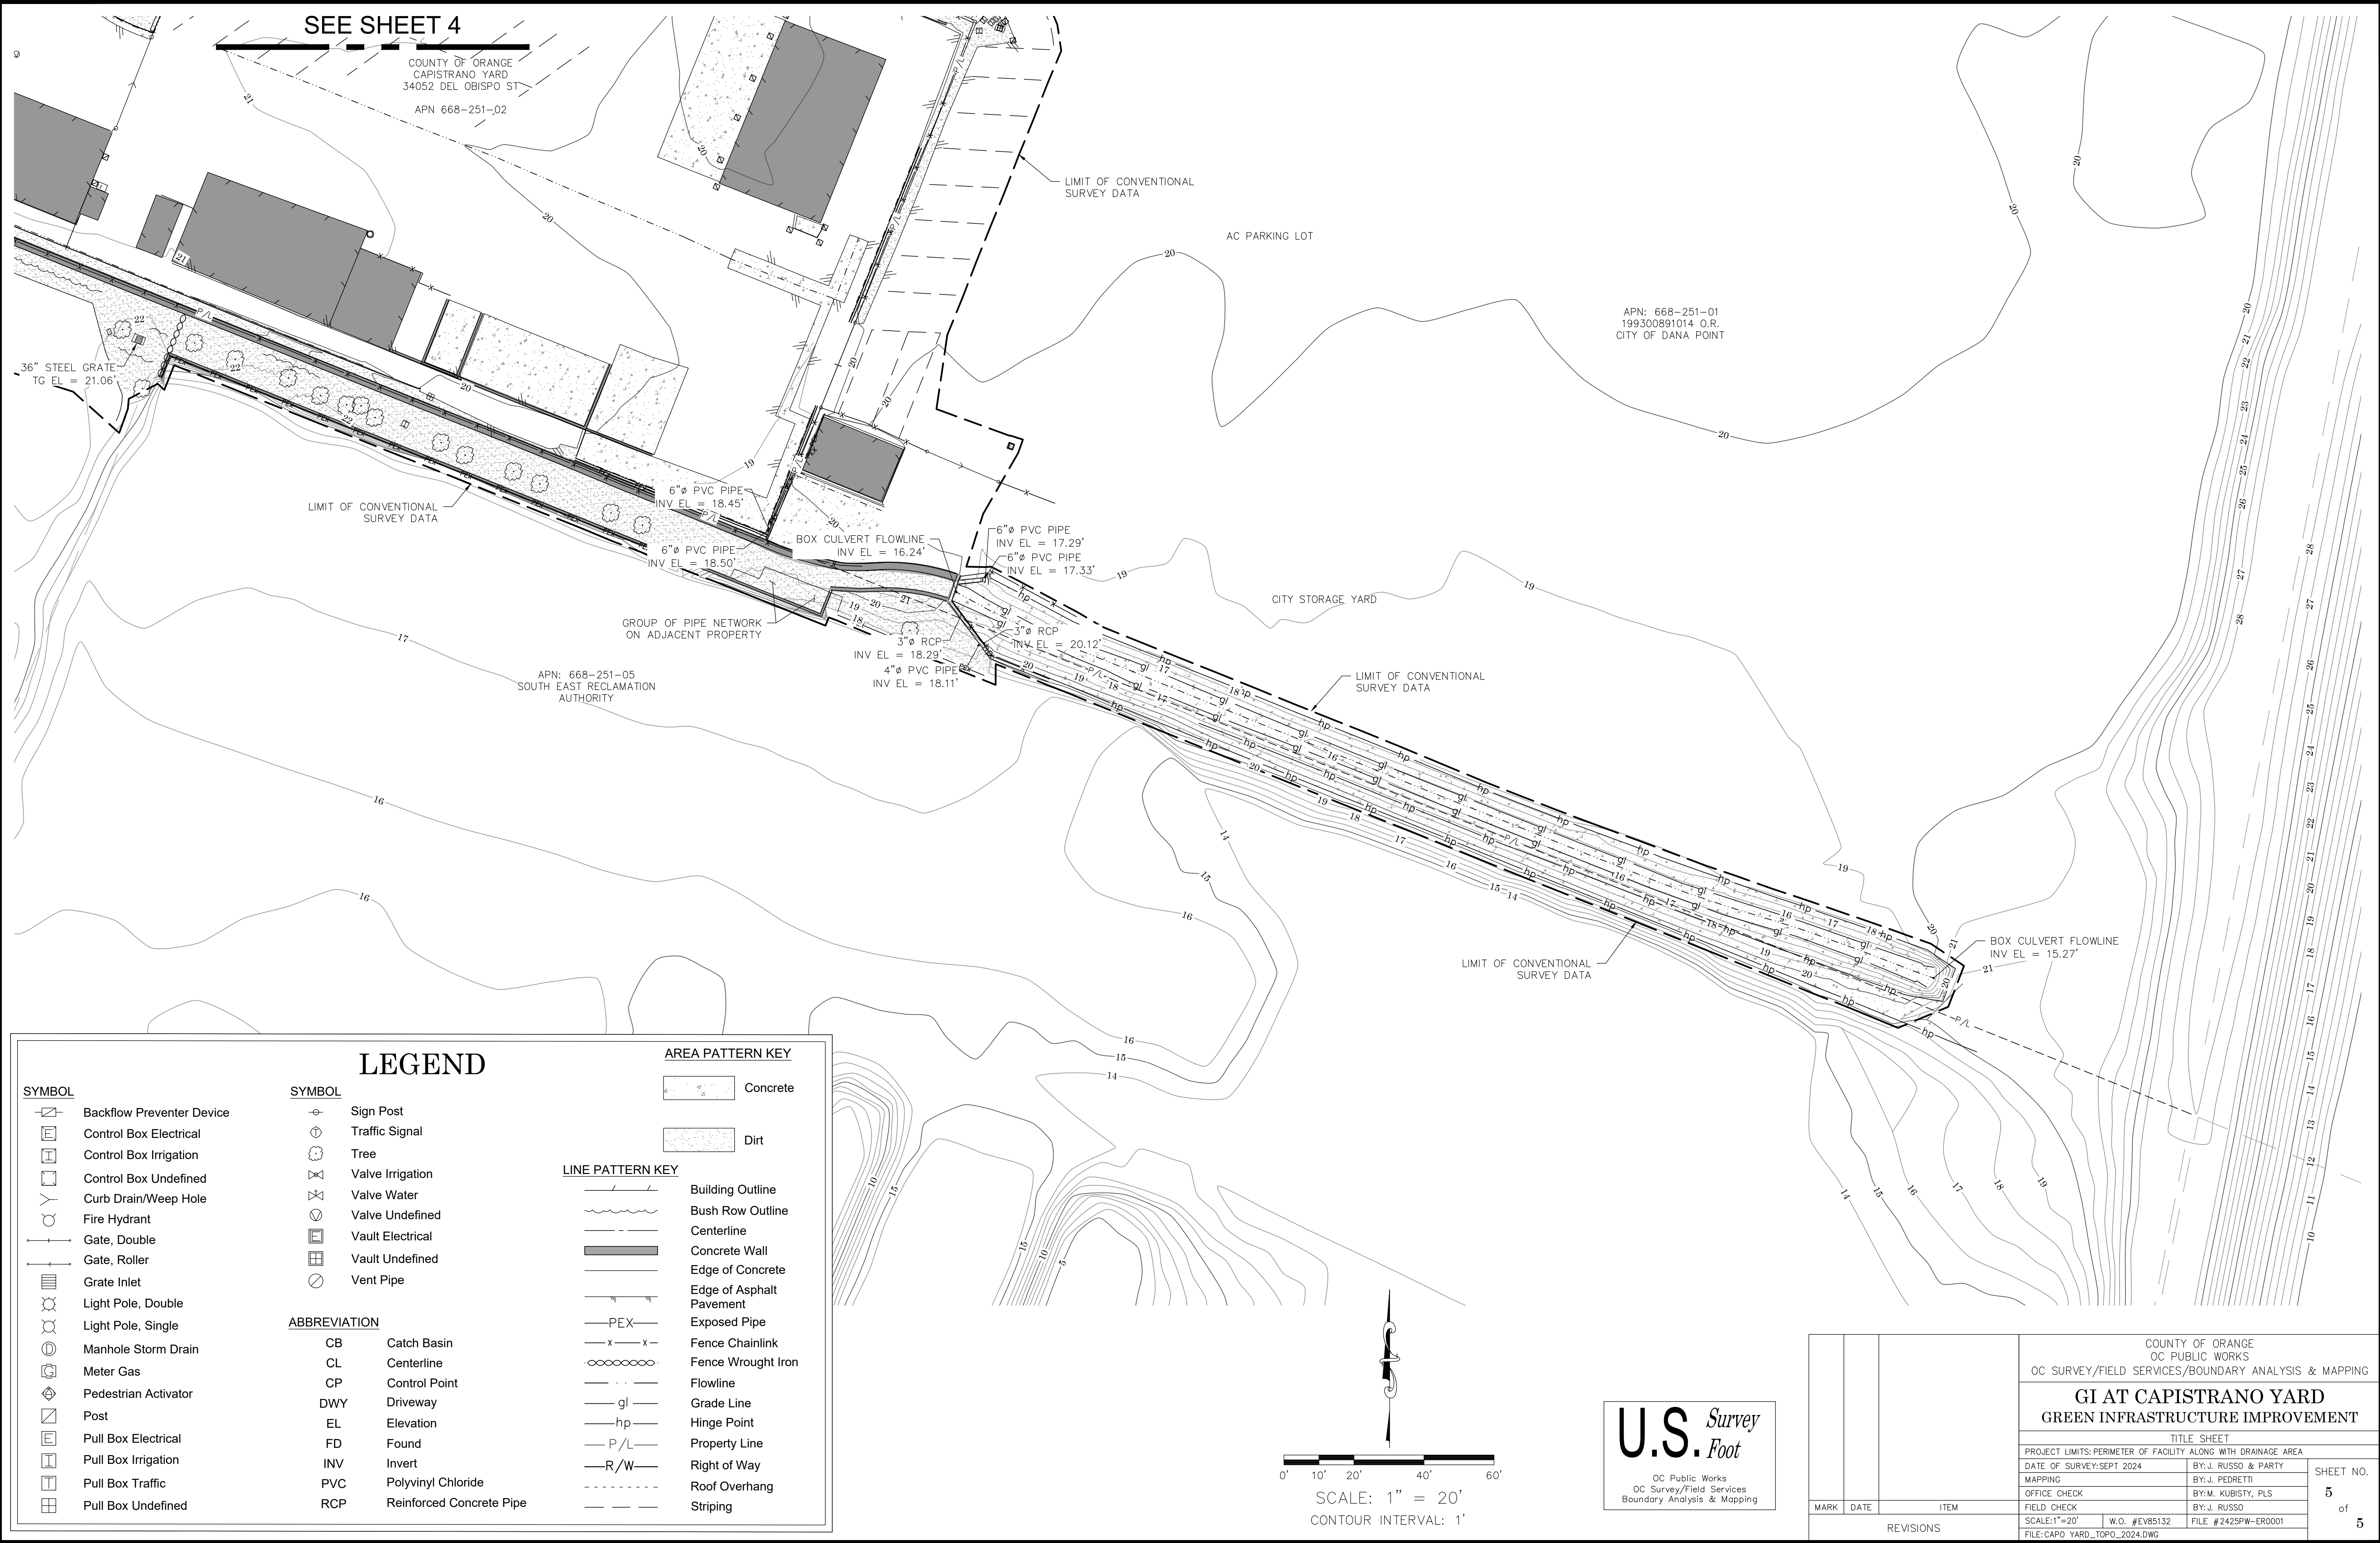 SEE SHEET 4
COUNTY OF ORANGE
CAPISTRANO YARD
34052 DEL OBISPO ST
APN 668-251-02
LIMIT OF CONVENTIONAL
SURVEY DATA
AC PARKING LOT
APN: 668-251-01
199300891014 O.R.
CITY OF DANA POINT
36" STEEL GRATE
TG EL = 21.06'
LIMIT OF CONVENTIONAL
SURVEY DATA
6"ø PVC PIPE
INV EL = 18.45'
6"ø PVC PIPE
INV EL = 18.50'
BOX CULVERT FLOWLINE
INV EL = 16.24'
6"ø PVC PIPE
INV EL = 17.29'
6"ø PVC PIPE
INV EL = 17.33'
CITY STORAGE YARD
GROUP OF PIPE NETWORK
ON ADJACENT PROPERTY
3"ø RCP
INV EL = 18.29'
3"ø RCP
INV EL = 20.12'
4"ø PVC PIPE
INV EL = 18.11'
APN: 668-251-05
SOUTH EAST RECLAMATION
AUTHORITY
LIMIT OF CONVENTIONAL
SURVEY DATA
LIMIT OF CONVENTIONAL
SURVEY DATA
BOX CULVERT FLOWLINE
INV EL = 15.27'
LEGEND
SYMBOL
Backflow Preventer Device
Control Box Electrical
Control Box Irrigation
Control Box Undefined
Curb Drain/Weep Hole
Fire Hydrant
Gate, Double
Gate, Roller
Grate Inlet
Light Pole, Double
Light Pole, Single
Manhole Storm Drain
Meter Gas
Pedestrian Activator
Post
Pull Box Electrical
Pull Box Irrigation
Pull Box Traffic
Pull Box Undefined
SYMBOL
Sign Post
Traffic Signal
Tree
Valve Irrigation
Valve Water
Valve Undefined
Vault Electrical
Vault Undefined
Vent Pipe
ABBREVIATION
CB Catch Basin
CL Centerline
CP Control Point
DWY Driveway
EL Elevation
FD Found
INV Invert
PVC Polyvinyl Chloride
RCP Reinforced Concrete Pipe
AREA PATTERN KEY
Concrete
Dirt
LINE PATTERN KEY
Building Outline
Bush Row Outline
Centerline
Concrete Wall
Edge of Concrete
Edge of Asphalt
Pavement
PEX Exposed Pipe
x x Fence Chainlink
Fence Wrought Iron
Flowline
gl Grade Line
hp Hinge Point
P/L Property Line
R/W Right of Way
Roof Overhang
Striping
0' 10' 20' 40' 60'
SCALE: 1" = 20'
CONTOUR INTERVAL: 1'
U.S. Survey
Foot
OC Public Works
OC Survey/Field Services
Boundary Analysis & Mapping
MARK DATE ITEM
REVISIONS
COUNTY OF ORANGE
OC PUBLIC WORKS
OC SURVEY/FIELD SERVICES/BOUNDARY ANALYSIS & MAPPING
GI AT CAPISTRANO YARD
GREEN INFRASTRUCTURE IMPROVEMENT
TITLE SHEET
PROJECT LIMITS: PERIMETER OF FACILITY ALONG WITH DRAINAGE AREA
DATE OF SURVEY:SEPT 2024 BY: J. RUSSO & PARTY
MAPPING BY: J. PEDRETTI
OFFICE CHECK BY: M. KUBISTY, PLS
FIELD CHECK BY: J. RUSSO
SCALE:1"=20' W.O. #EV85132 FILE #2425PW-ER0001
FILE: CAPO YARD_TOPO_2024.DWG
SHEET NO.
5
of
5